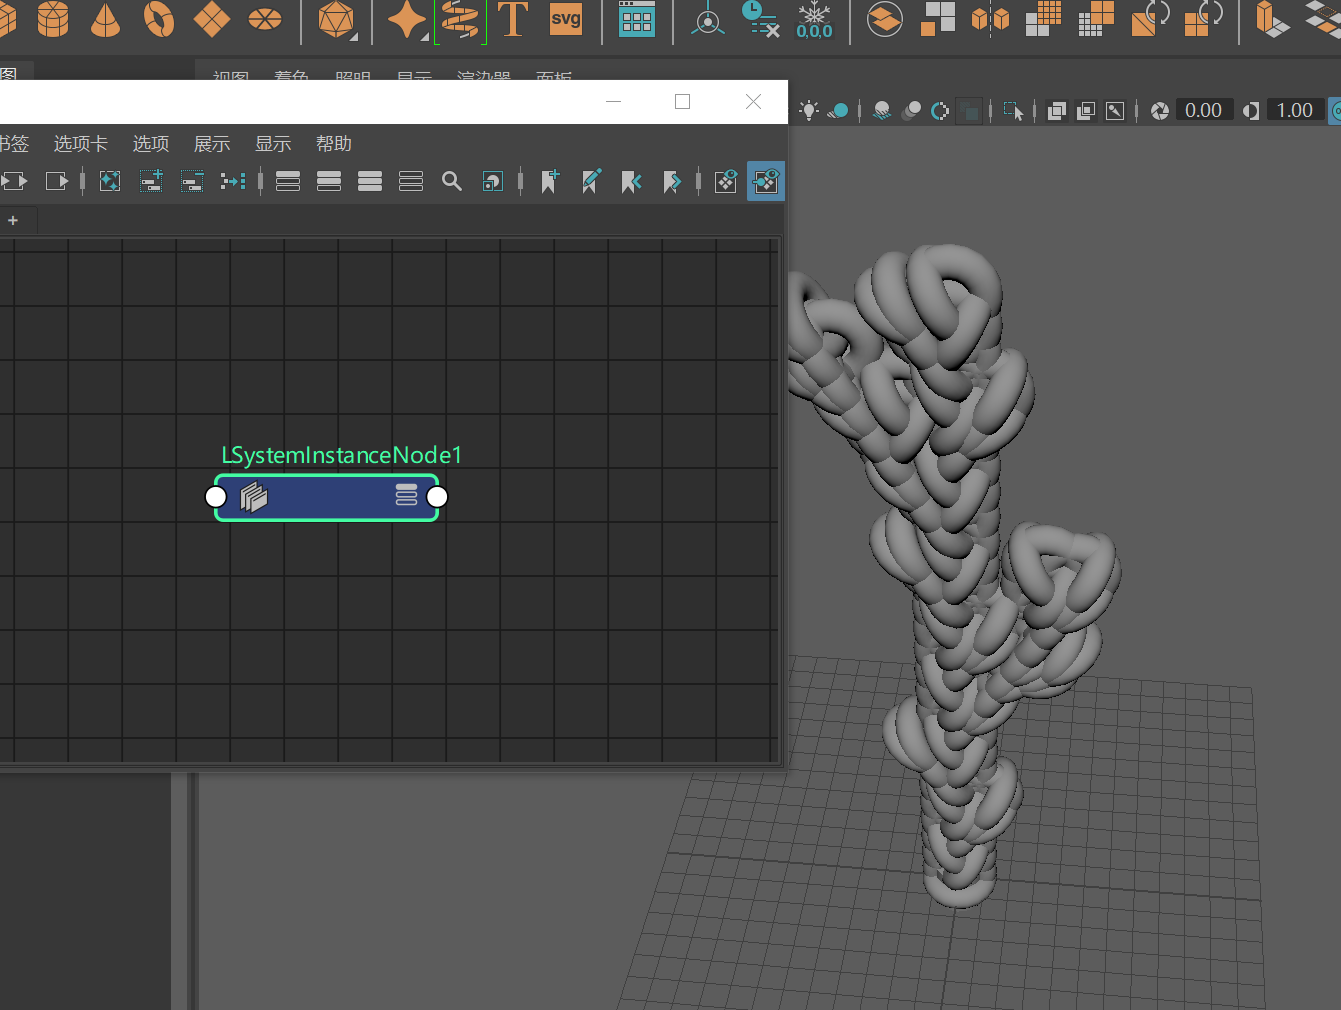 T
svg
0,0,0
图
视图 着色 照明 显示 渲染器 面板
0.00
1.00
书签 选项卡 选项 展示 显示 帮助
+
LSystemInstanceNode1